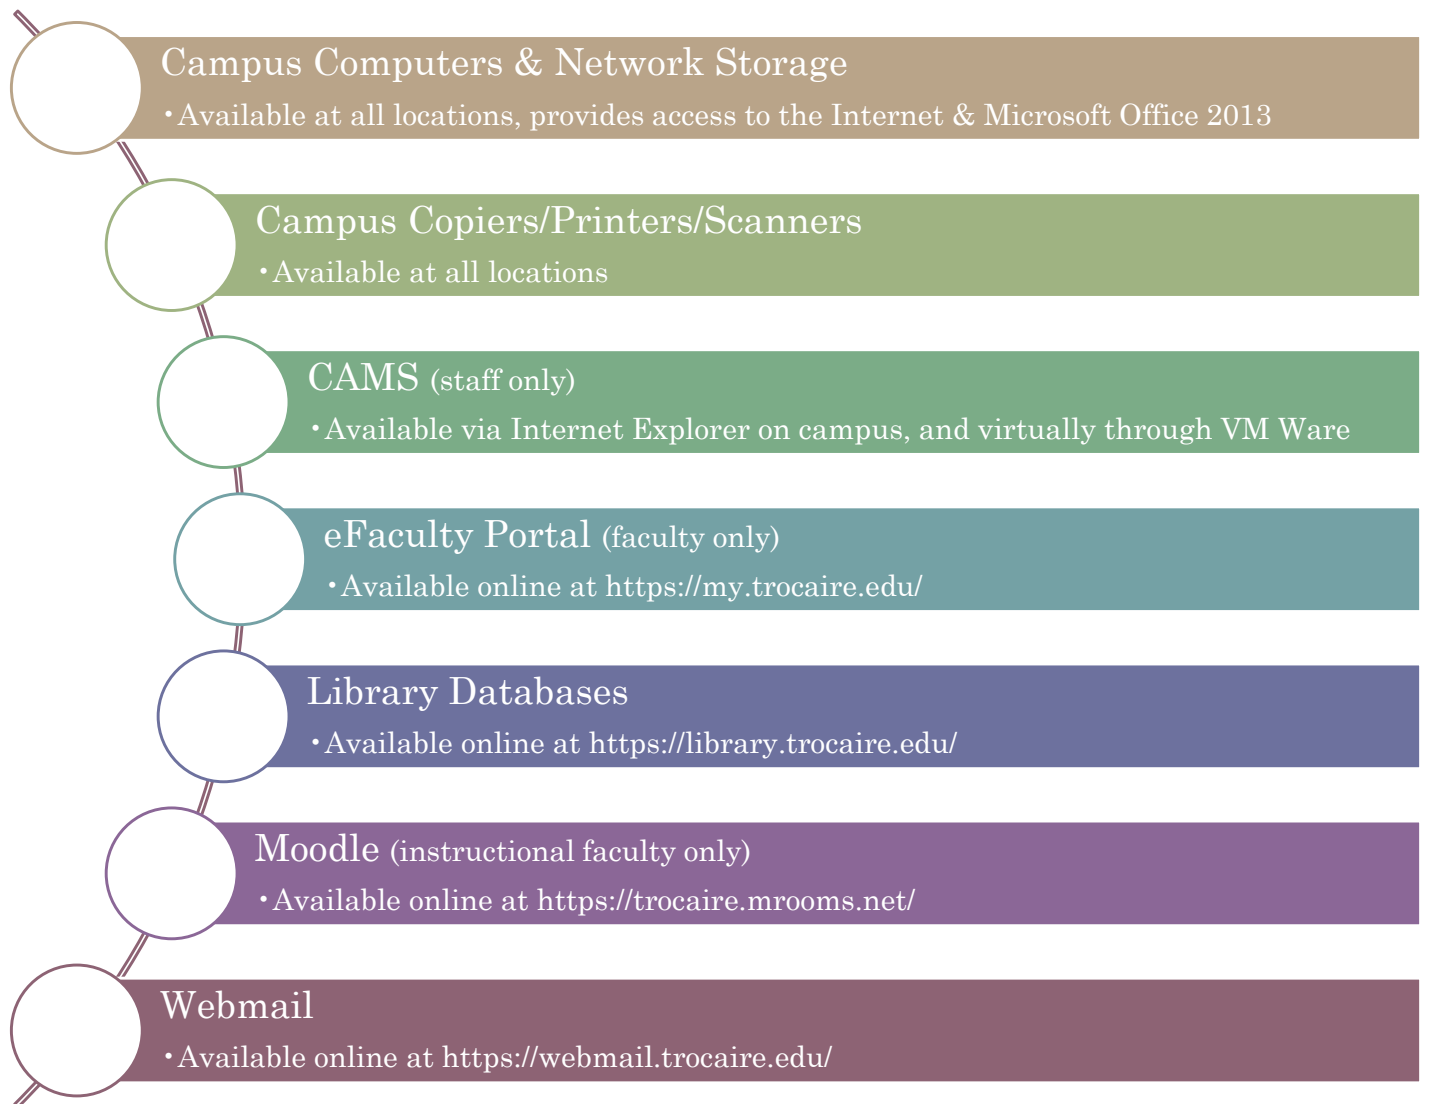 Campus Computers & Network Storage
•Available at all locations, provides access to the Internet & Microsoft Office 2013
Campus Copiers/Printers/Scanners
•Available at all locations
CAMS (staff only)
•Available via Internet Explorer on campus, and virtually through VM Ware
eFaculty Portal (faculty only)
•Available online at https://my.trocaire.edu/
Library Databases
•Available online at https://library.trocaire.edu/
Moodle (instructional faculty only)
•Available online at https://trocaire.mrooms.net/
Webmail
•Available online at https://webmail.trocaire.edu/